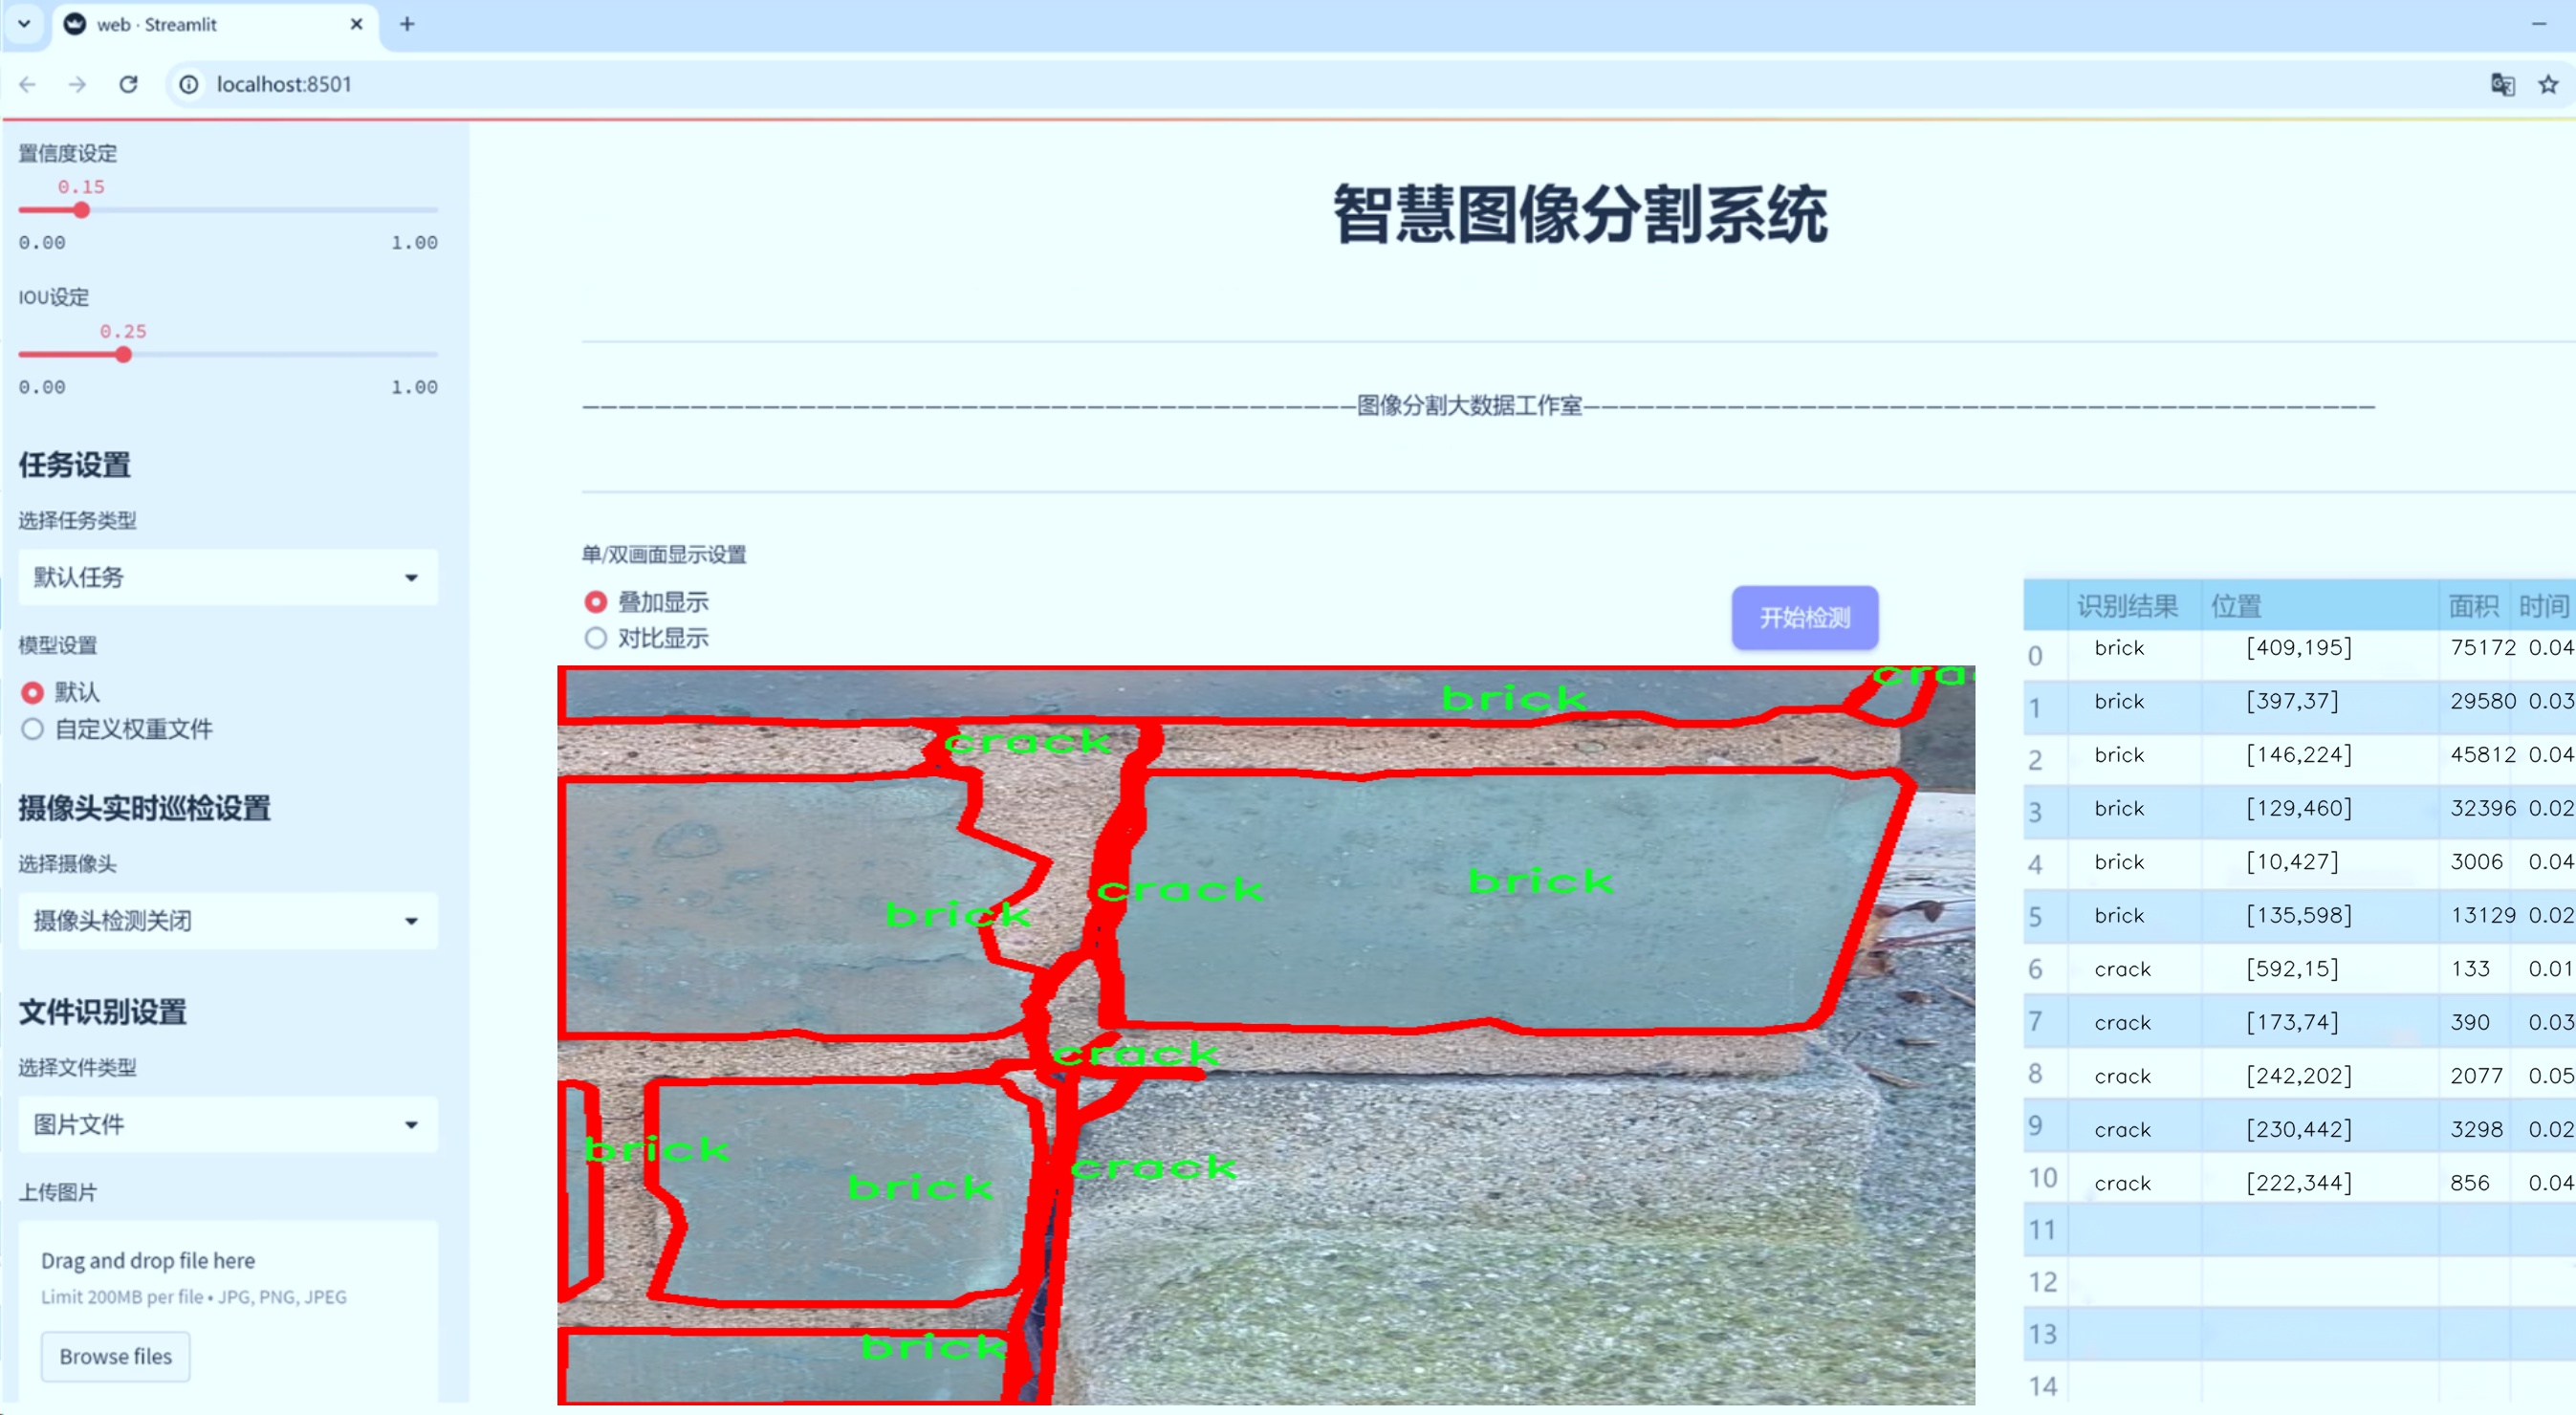 web · Streamlit
localhost:8501
置信度设定
0.15
0.00 1.00
IOU设定
0.25
0.00 1.00
任务设置
选择任务类型
默认任务
模型设置
默认
自定义权重文件
摄像头实时巡检设置
选择摄像头
摄像头检测关闭
文件识别设置
选择文件类型
图片文件
上传图片
Drag and drop file here
Limit 200MB per file • JPG, PNG, JPEG
Browse files
智慧图像分割系统
图像分割大数据工作室
单/双画面显示设置
叠加显示
对比显示
开始检测
brick
crack
crack
brick
brick
crack
crack
brick
brick
crack
brick
识别结果 位置 面积 时间
0 brick [409,195] 75172 0.04
1 brick [397,37] 29580 0.03
2 brick [146,224] 45812 0.04
3 brick [129,460] 32396 0.02
4 brick [10,427] 3006 0.04
5 brick [135,598] 13129 0.02
6 crack [592,15] 133 0.01
7 crack [173,74] 390 0.03
8 crack [242,202] 2077 0.05
9 crack [230,442] 3298 0.02
10 crack [222,344] 856 0.04
11
12
13
14